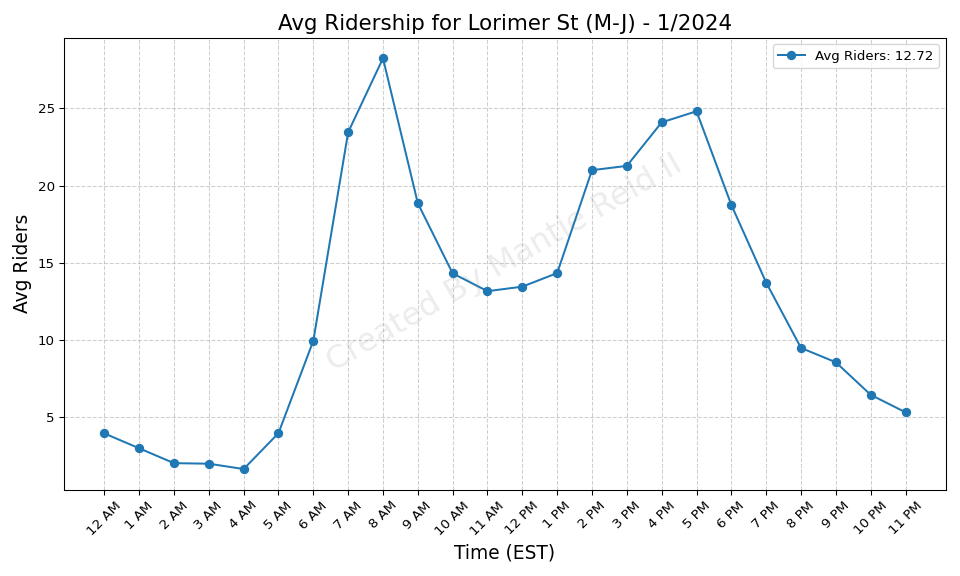 Avg Ridership for Lorimer St (M-J) - 1/2024
Avg Riders: 12.72
Avg Riders
25
20
15
10
5
Created By Mantie Reid II
12 AM
1 AM
2 AM
3 AM
4 AM
5 AM
6 AM
7 AM
8 AM
9 AM
10 AM
11 AM
12 PM
1 PM
2 PM
3 PM
4 PM
5 PM
6 PM
7 PM
8 PM
9 PM
10 PM
11 PM
Time (EST)